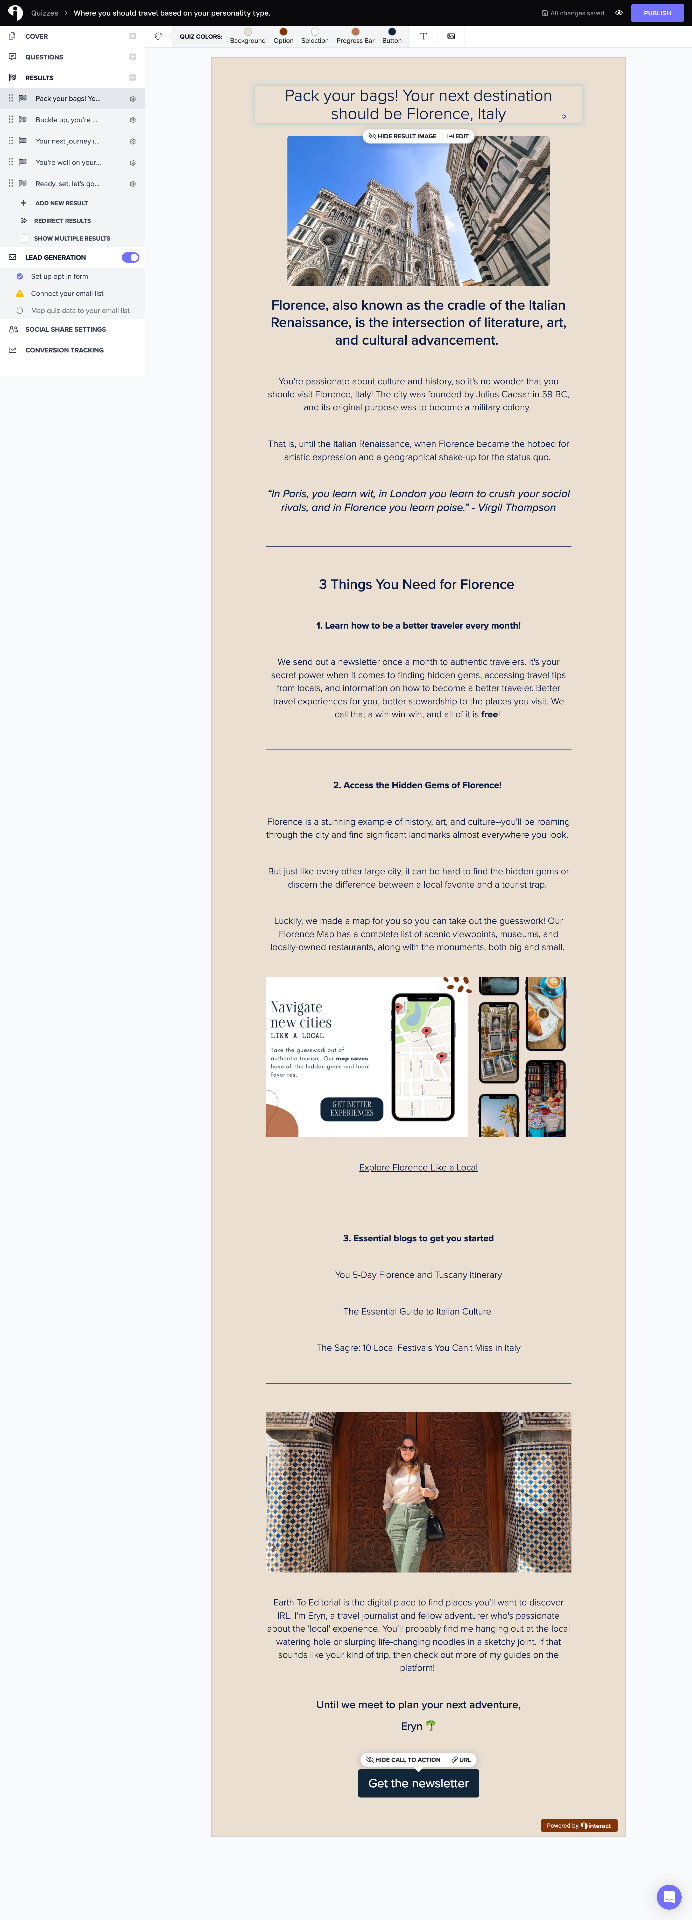 Quizzes > Where you should travel based on your personality type.
All changes saved
PUBLISH
COVER
QUESTIONS
RESULTS
Pack your bags! Yo...
Buckle up, you're ...
Your next journey i...
You're well on your...
Ready, set, let's go...
ADD NEW RESULT
REDIRECT RESULTS
SHOW MULTIPLE RESULTS
LEAD GENERATION
Set up opt in form
Connect your email list
Map quiz data to your email list
SOCIAL SHARE SETTINGS
CONVERSION TRACKING
QUIZ COLORS:
Background
Option
Selection
Progress Bar
Button
Pack your bags! Your next destination
should be Florence, Italy
HIDE RESULT IMAGE
EDIT
Florence, also known as the cradle of the Italian
Renaissance, is the intersection of literature, art,
and cultural advancement.
You're passionate about culture and history, so it's no wonder that you
should visit Florence, Italy! The city was founded by Julius Caesar in 59 BC,
and its original purpose was to become a military colony.
That is, until the Italian Renaissance, when Florence became the hotbed for
artistic expression and a geographical shake-up for the status quo.
“In Paris, you learn wit, in London you learn to crush your social
rivals, and in Florence you learn poise.” - Virgil Thompson
3 Things You Need for Florence
1. Learn how to be a better traveler every month!
We send out a newsletter once a month to authentic travelers. It's your
secret power when it comes to finding hidden gems, accessing travel tips
from locals, and information on how to become a better traveler. Better
travel experiences for you, better stewardship to the places you visit. We
call that a win-win-win, and all of it is free!
2. Access the Hidden Gems of Florence!
Florence is a stunning example of history, art, and culture–you'll be roaming
through the city and find significant landmarks almost everywhere you look.
But just like every other large city, it can be hard to find the hidden gems or
discern the difference between a local favorite and a tourist trap.
Luckily, we made a map for you so you can take out the guesswork! Our
Florence Map has a complete list of scenic viewpoints, museums, and
locally-owned restaurants, along with the monuments, both big and small.
Navigate
new cities
LIKE A LOCAL
Take the guesswork out of
authentic tourism. Our map saves
have all the hidden gems and local
favorites.
GET BETTER
EXPERIENCES
Explore Florence Like a Local
3. Essential blogs to get you started
You 5-Day Florence and Tuscany Itinerary
The Essential Guide to Italian Culture
The Sagre: 10 Local Festivals You Can't Miss in Italy
Earth To Editorial is the digital place to find places you'll want to discover
IRL. I'm Eryn, a travel journalist and fellow adventurer who's passionate
about the 'local' experience. You'll probably find me hanging out at the local
watering hole or slurping life-changing noodles in a sketchy joint. If that
sounds like your kind of trip, then check out more of my guides on the
platform!
Until we meet to plan your next adventure,
Eryn 🌴
HIDE CALL TO ACTION
URL
Get the newsletter
Powered by interact